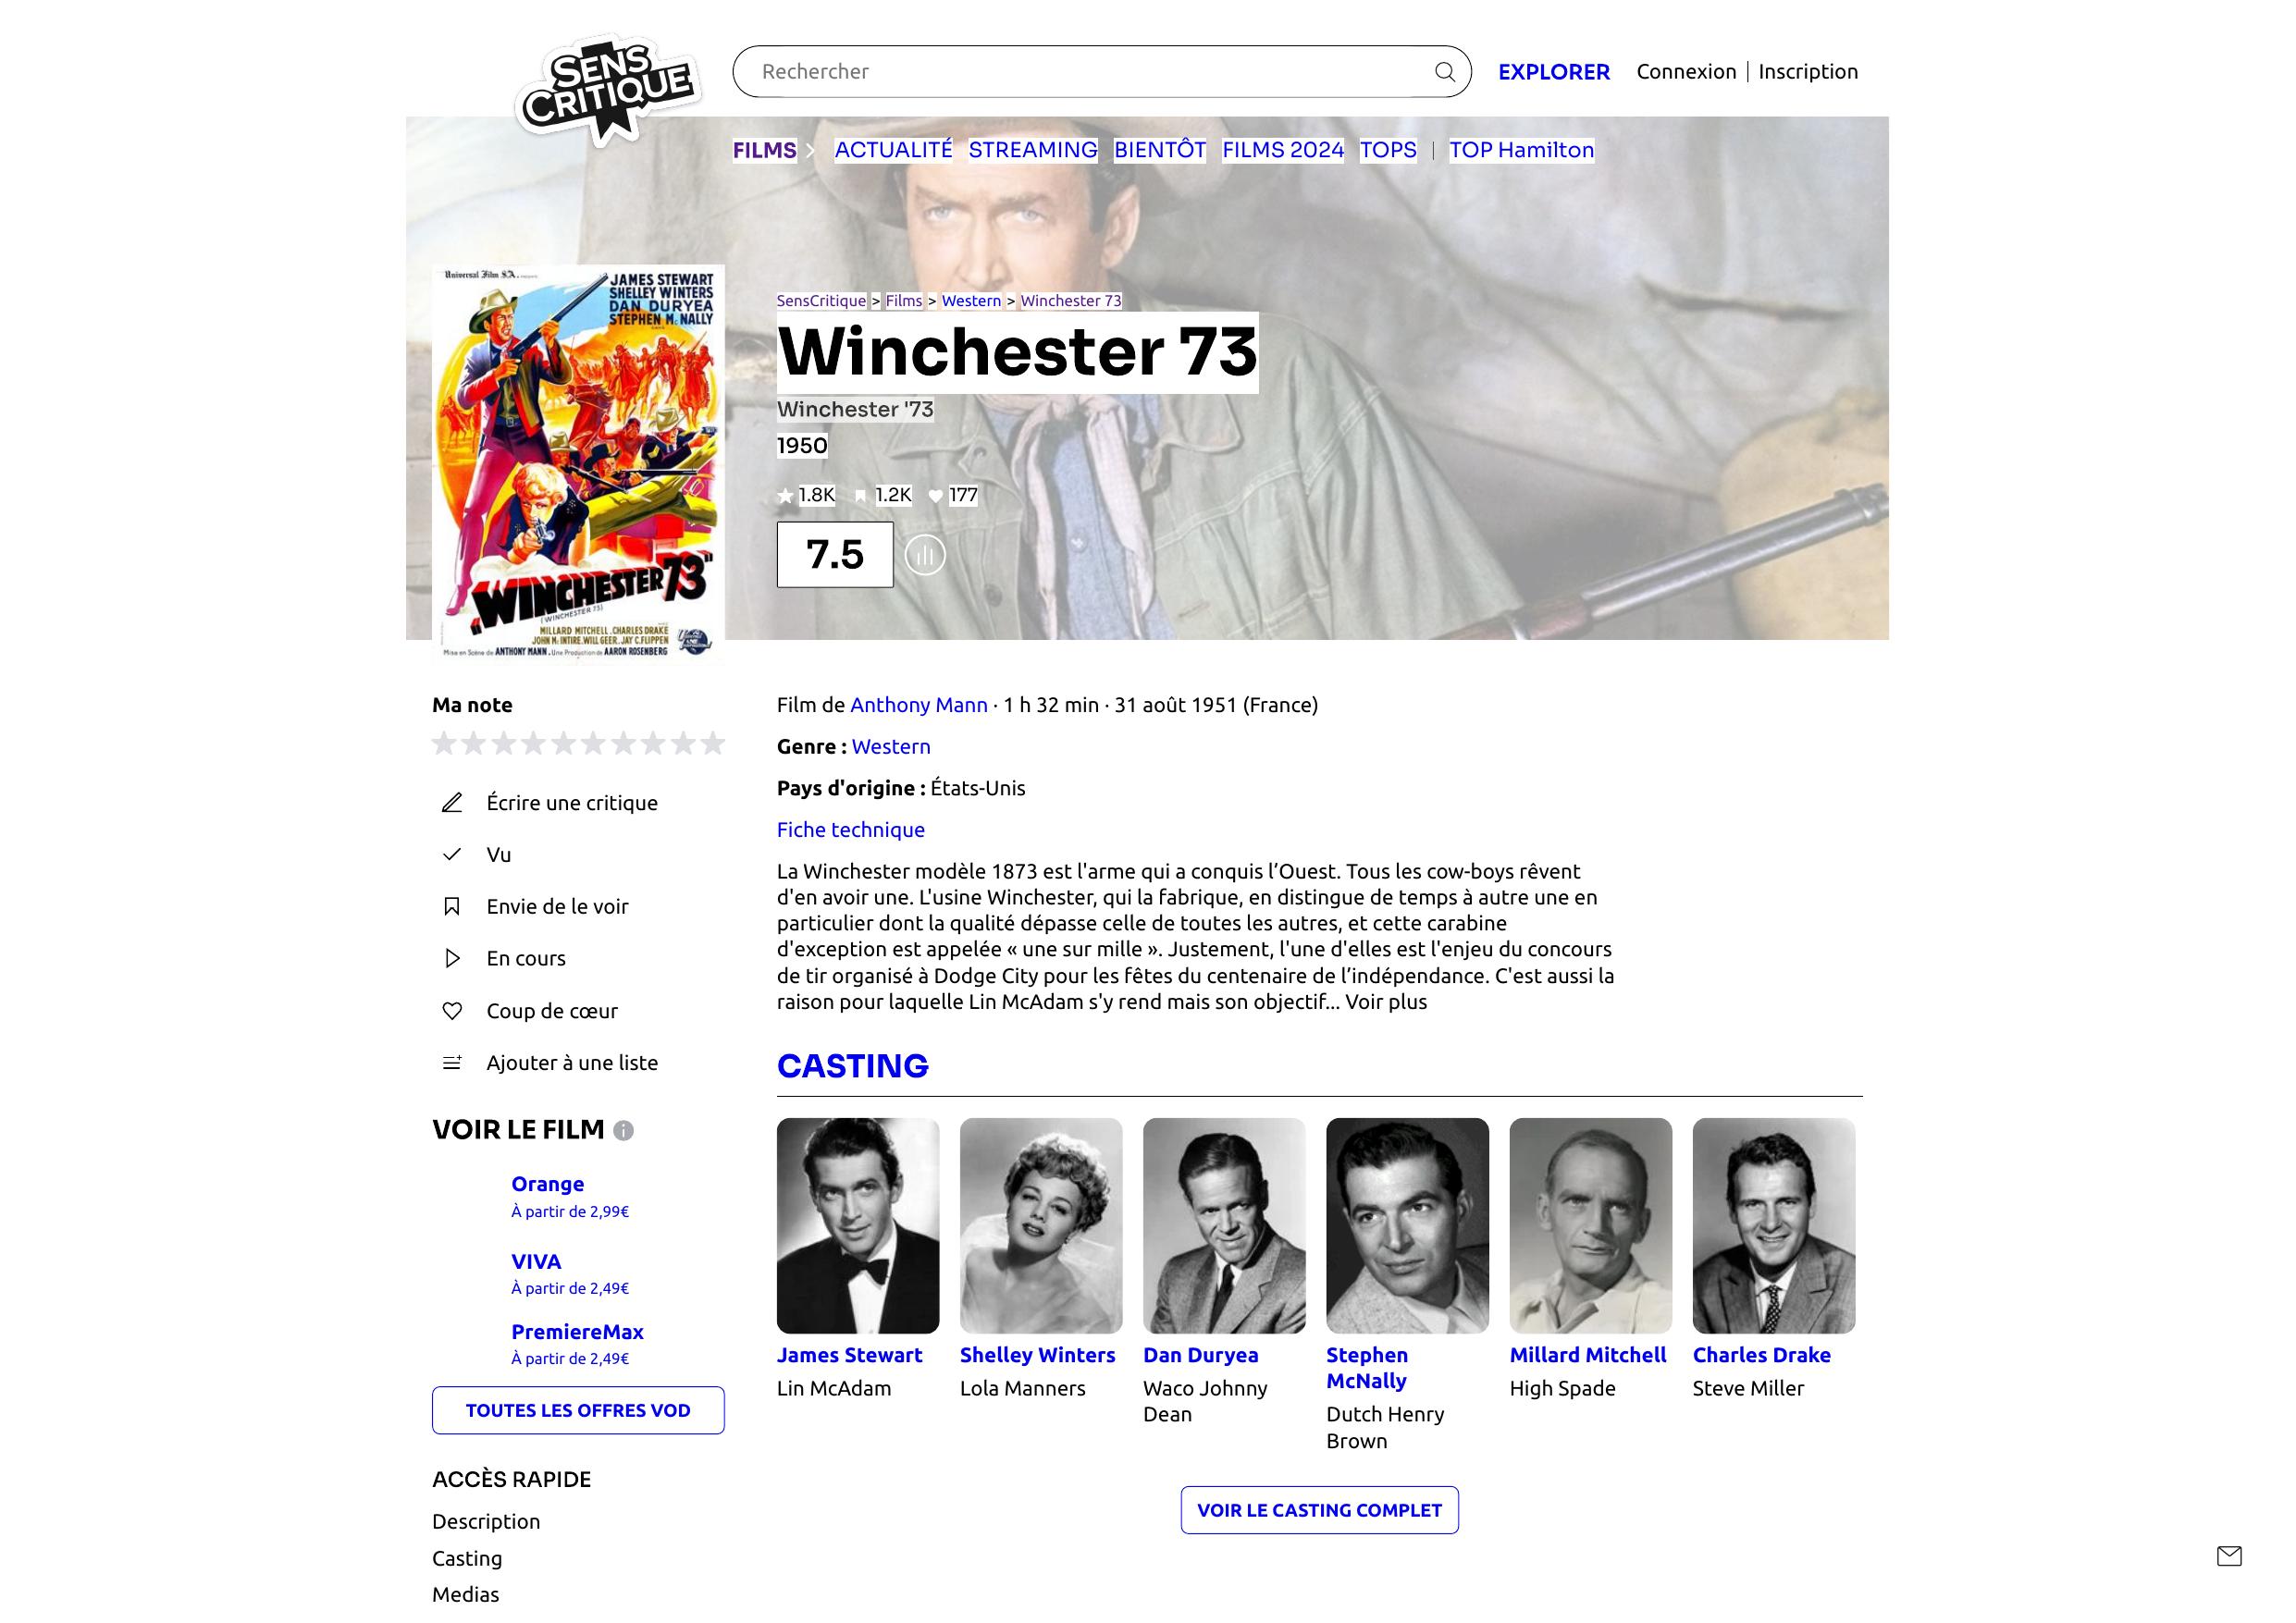 SENS
CRITIQUE
Rechercher
EXPLORER
Connexion | Inscription
FILMS
ACTUALITÉ STREAMING BIENTÔT FILMS 2024 TOPS | TOP Hamilton
Universal Film S.A.
JAMES STEWART
SHELLEY WINTERS
DAN DURYEA
STEPHEN Mc NALLY
"WINCHESTER 73"
(WINCHESTER 73)
MILLARD MITCHELL . CHARLES DRAKE
JOHN Mc INTIRE . WILL GEER . JAY C. FLIPPEN
Mise en Scène de ANTHONY MANN . Une Production de AARON ROSENBERG
SensCritique > Films > Western > Winchester 73
Winchester 73
Winchester '73
1950
1.8K 1.2K 177
7.5
Ma note
Écrire une critique
Vu
Envie de le voir
En cours
Coup de cœur
Ajouter à une liste
VOIR LE FILM
Orange
À partir de 2,99€
VIVA
À partir de 2,49€
PremiereMax
À partir de 2,49€
TOUTES LES OFFRES VOD
ACCÈS RAPIDE
Description
Casting
Medias
Film de Anthony Mann · 1 h 32 min · 31 août 1951 (France)
Genre : Western
Pays d'origine : États-Unis
Fiche technique
La Winchester modèle 1873 est l'arme qui a conquis l’Ouest. Tous les cow-boys rêvent
d'en avoir une. L'usine Winchester, qui la fabrique, en distingue de temps à autre une en
particulier dont la qualité dépasse celle de toutes les autres, et cette carabine
d'exception est appelée « une sur mille ». Justement, l'une d'elles est l'enjeu du concours
de tir organisé à Dodge City pour les fêtes du centenaire de l’indépendance. C'est aussi la
raison pour laquelle Lin McAdam s'y rend mais son objectif... Voir plus
CASTING
James Stewart
Lin McAdam
Shelley Winters
Lola Manners
Dan Duryea
Waco Johnny
Dean
Stephen
McNally
Dutch Henry
Brown
Millard Mitchell
High Spade
Charles Drake
Steve Miller
VOIR LE CASTING COMPLET